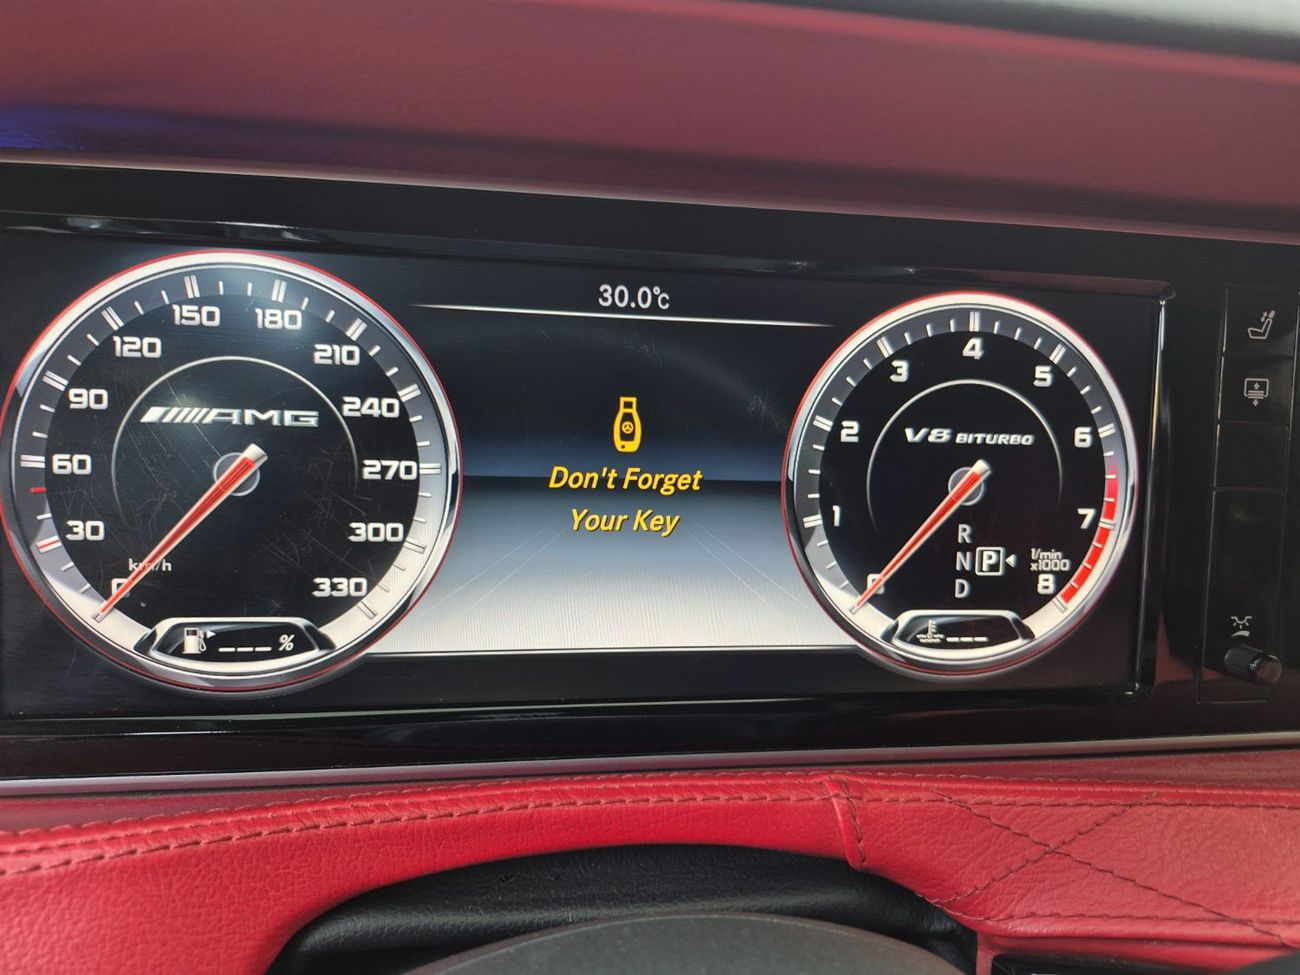 30.0°C
150
180
120
210
90
AMG
240
60
270
30
300
km/h
0
330
--- %
Don't Forget
Your Key
4
3
5
2
V8 BITURBO
6
1
7
R
N P
D
1/min
x1000
0
8
---